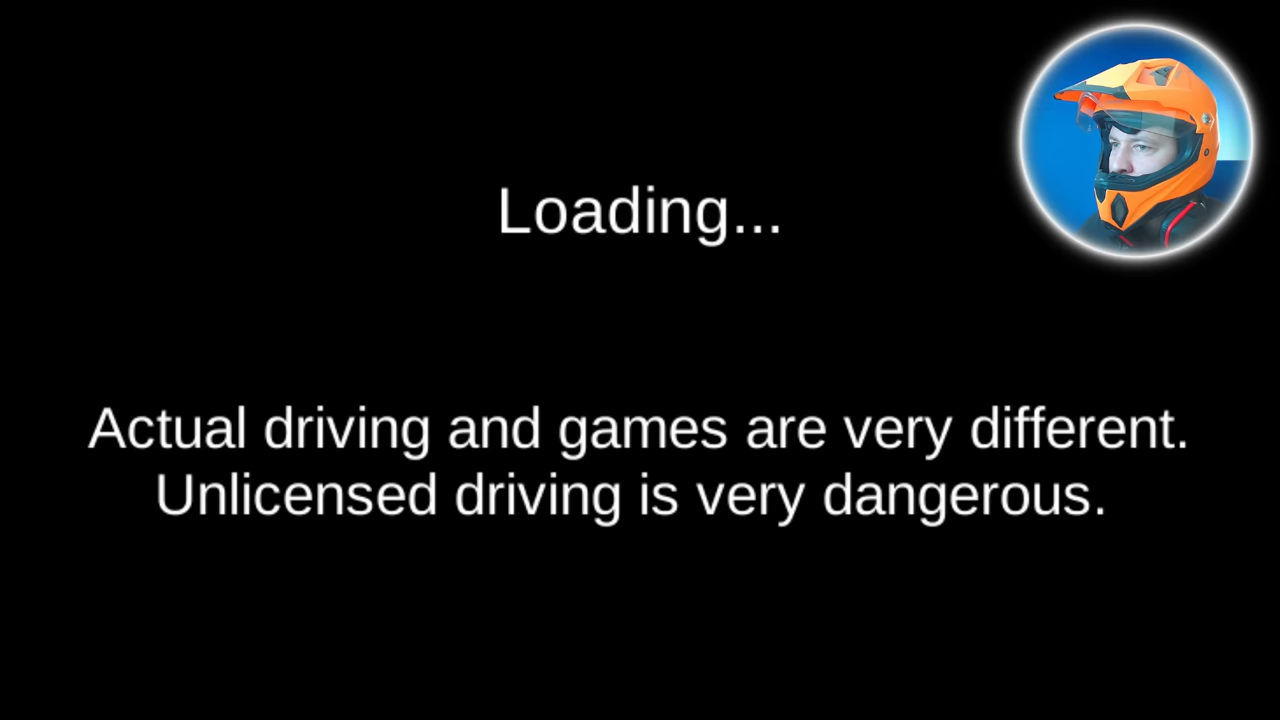 Loading...
Actual driving and games are very different.
Unlicensed driving is very dangerous.